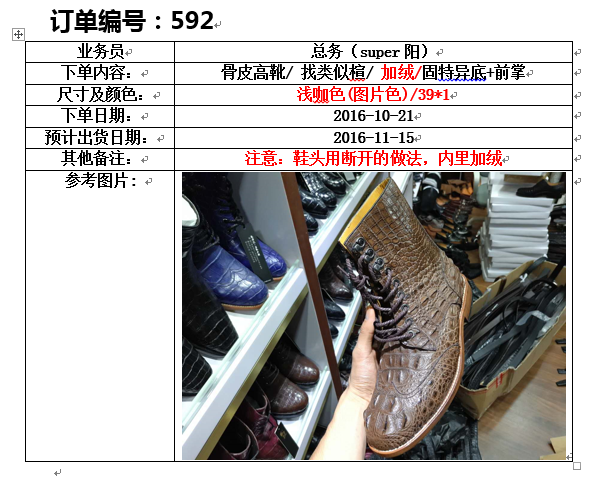 订单编号：592
业务员 总务（super 阳）
下单内容： 骨皮高靴/ 找类似楦/ 加绒/固特异底+前掌
尺寸及颜色： 浅咖色(图片色)/39*1
下单日期： 2016-10-21
预计出货日期： 2016-11-15
其他备注： 注意：鞋头用断开的做法，内里加绒
参考图片: